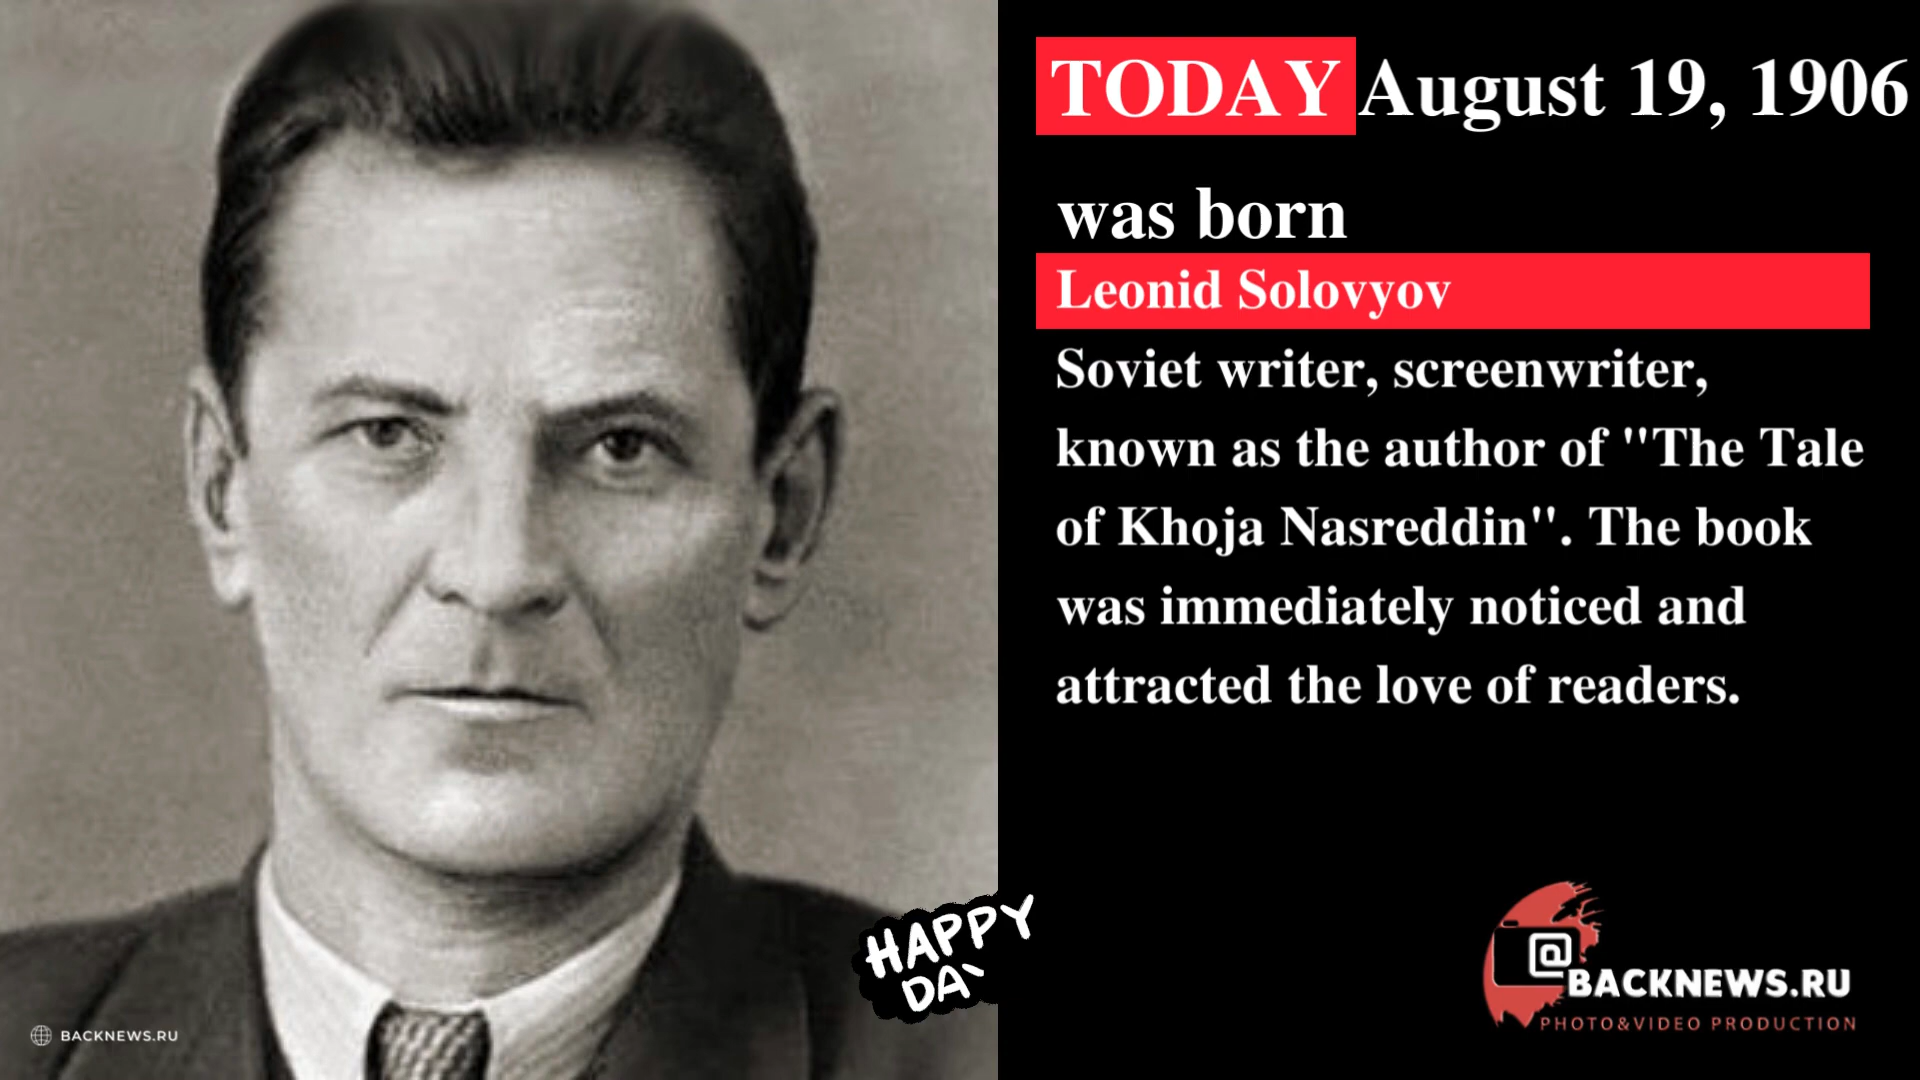 TODAY August 19, 1906
was born
Leonid Solovyov
Soviet writer, screenwriter,
known as the author of "The Tale
of Khoja Nasreddin". The book
was immediately noticed and
attracted the love of readers.
HAPPY
DAY
@BACKNEWS.RU
PHOTO&VIDEO PRODUCTION
BACKNEWS.RU